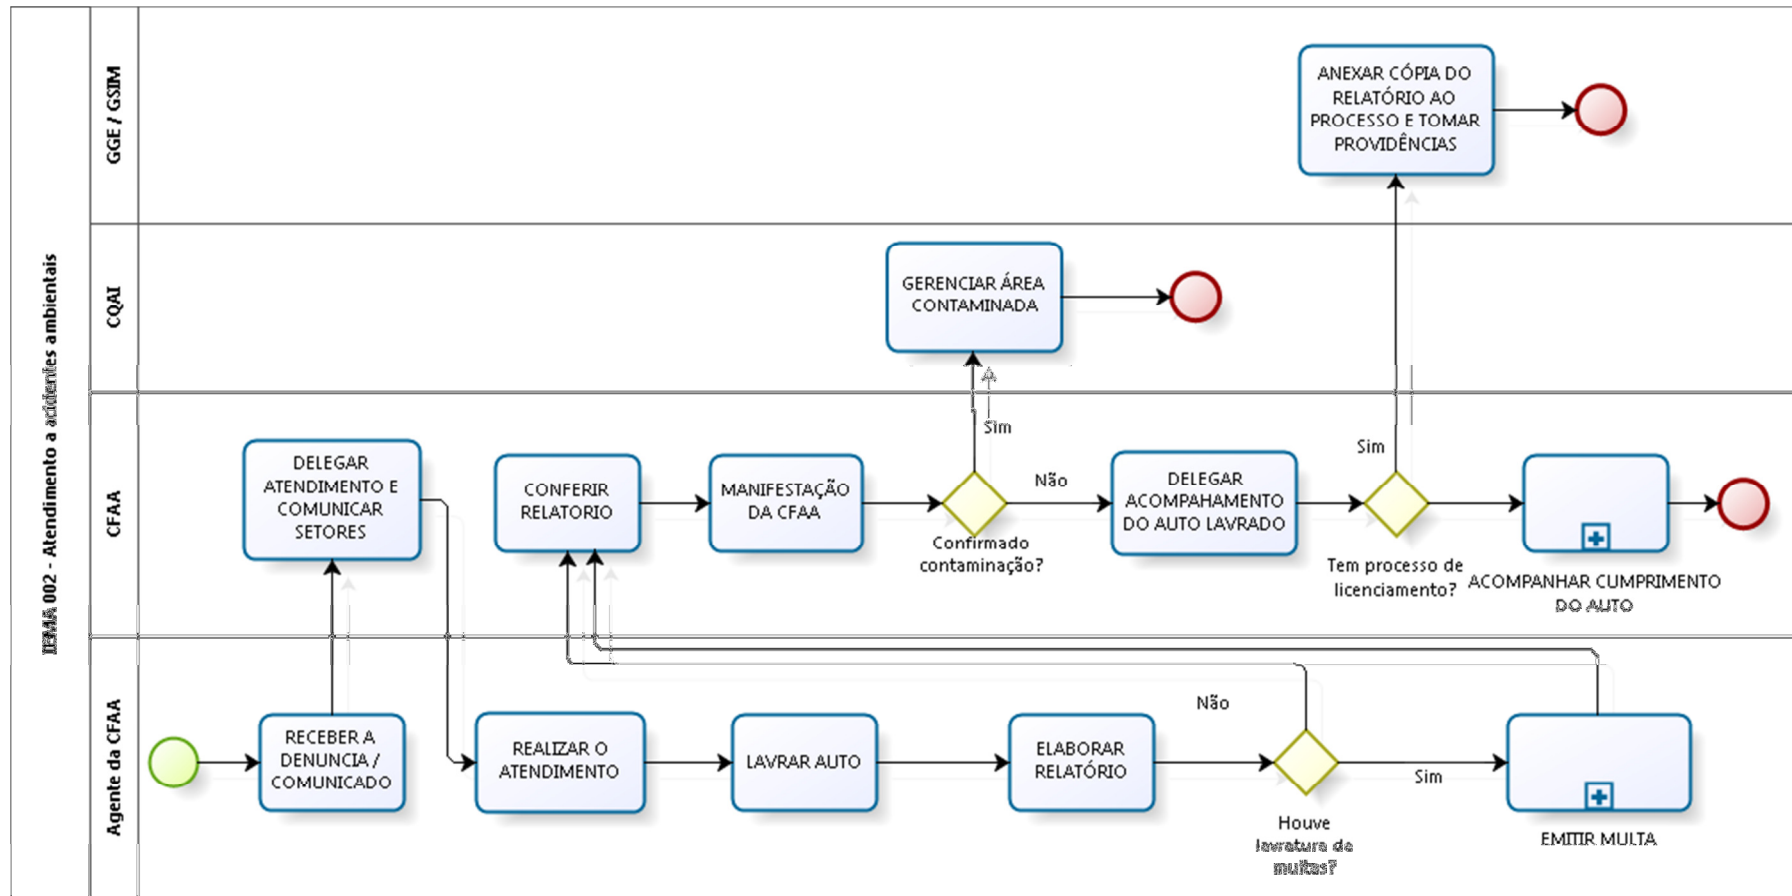 IEMA 002 - Atendimento a acidentes ambientais
GGE / GSIM
ANEXAR CÓPIA DO
RELATÓRIO AO
PROCESSO E TOMAR
PROVIDÊNCIAS
CQAI
GERENCIAR ÁREA
CONTAMINADA
CFAA
DELEGAR
ATENDIMENTO E
COMUNICAR
SETORES
CONFERIR
RELATORIO
MANIFESTAÇÃO
DA CFAA
Sim
Confirmado
contaminação?
Não
DELEGAR
ACOMPAHAMENTO
DO AUTO LAVRADO
Sim
Tem processo de
licenciamento?
ACOMPANHAR CUMPRIMENTO
DO AUTO
Agente da CFAA
RECEBER A
DENUNCIA /
COMUNICADO
REALIZAR O
ATENDIMENTO
LAVRAR AUTO
ELABORAR
RELATÓRIO
Não
Houve
lavratura de
multas?
Sim
EMITIR MULTA